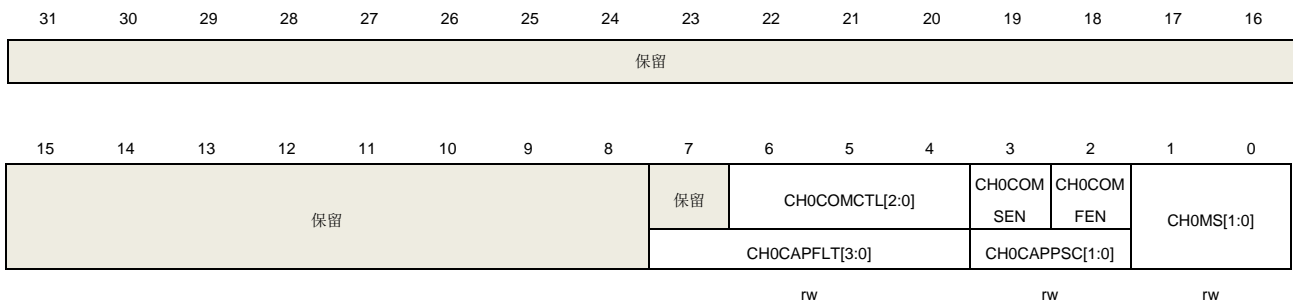 31 30 29 28 27 26 25 24 23 22 21 20 19 18 17 16
保留
15 14 13 12 11 10 9 8 7 6 5 4 3 2 1 0
保留 保留 CH0COMCTL[2:0] CH0COM SEN CH0COM FEN CH0MS[1:0]
CH0CAPFLT[3:0] CH0CAPPSC[1:0]
rw rw rw